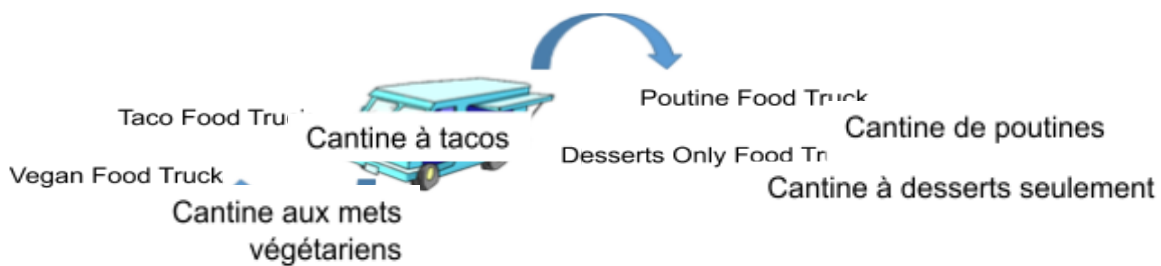 Poutine Food Truck
Taco Food
Cantine à tacos
Cantine de poutines
Desserts Only Food
Vegan Food Truck
Cantine à desserts seulement
Cantine aux mets
végétariens